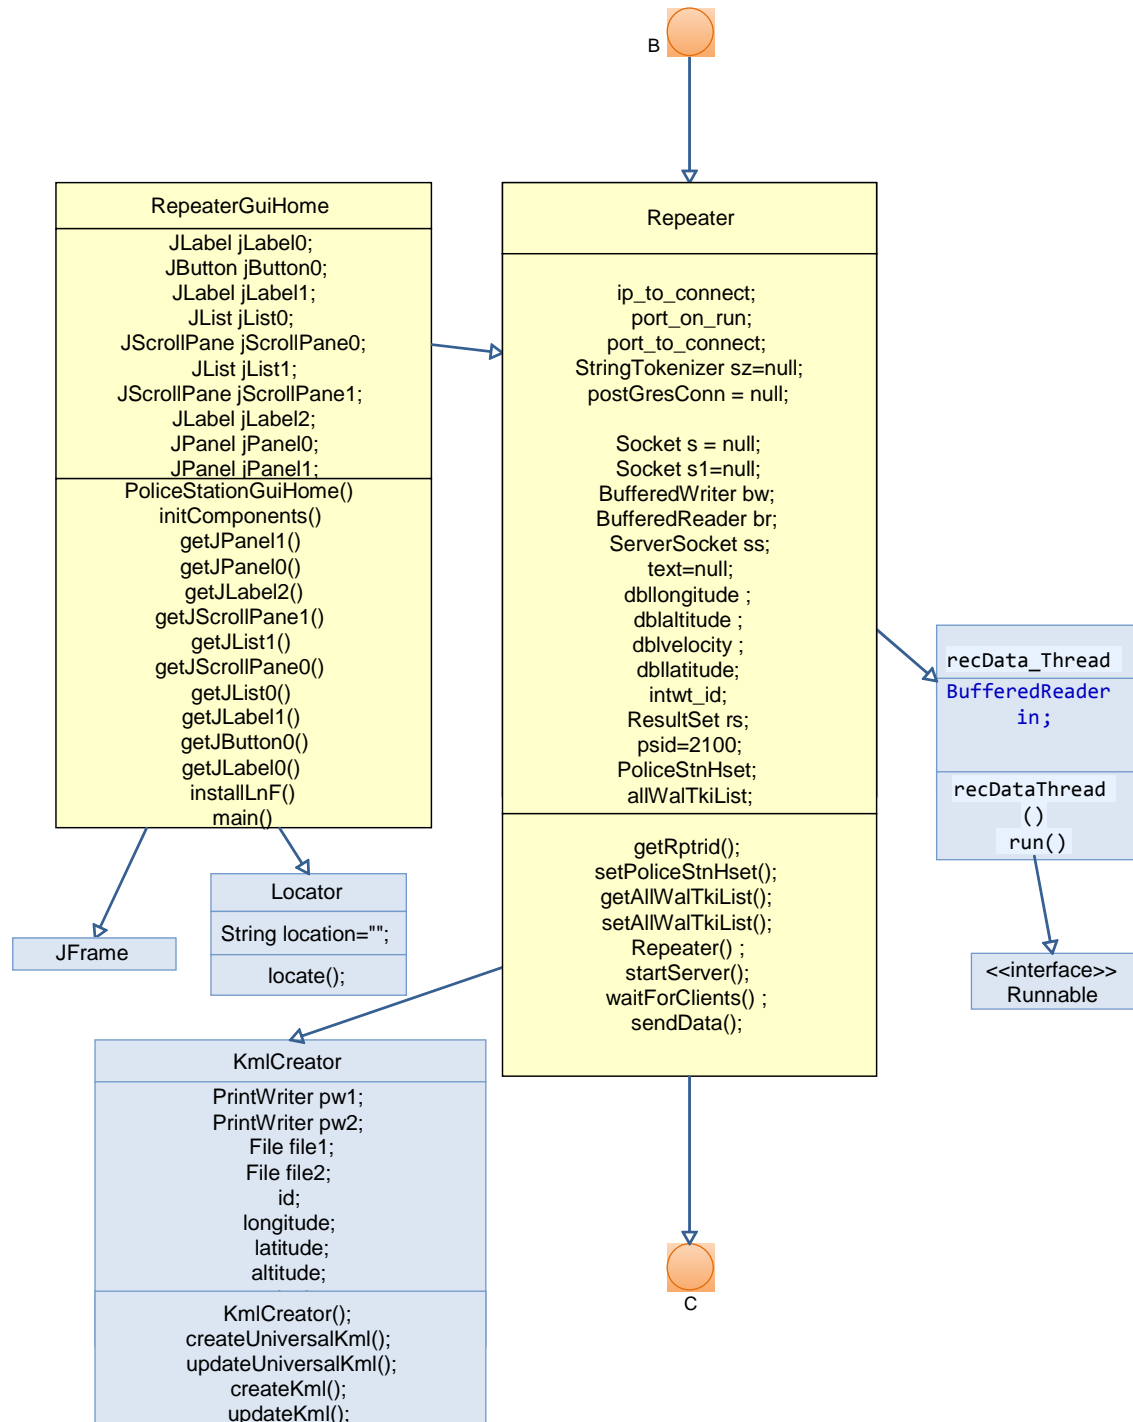 B
RepeaterGuiHome
JLabel jLabel0;
JButton jButton0;
JLabel jLabel1;
JList jList0;
JScrollPane jScrollPane0;
JList jList1;
JScrollPane jScrollPane1;
JLabel jLabel2;
JPanel jPanel0;
JPanel jPanel1;
PoliceStationGuiHome()
initComponents()
getJPanel1()
getJPanel0()
getJLabel2()
getJScrollPane1()
getJList1()
getJScrollPane0()
getJList0()
getJLabel1()
getJButton0()
getJLabel0()
installLnF()
main()
Repeater
ip_to_connect;
port_on_run;
port_to_connect;
StringTokenizer sz=null;
postGresConn = null;
Socket s = null;
Socket s1=null;
BufferedWriter bw;
BufferedReader br;
ServerSocket ss;
text=null;
dbllongitude ;
dblaltitude ;
dblvelocity ;
dbllatitude;
intwt_id;
ResultSet rs;
psid=2100;
PoliceStnHset;
allWalTkiList;
getRptrid();
setPoliceStnHset();
getAllWalTkiList();
setAllWalTkiList();
Repeater() ;
startServer();
waitForClients() ;
sendData();
recData_Thread
BufferedReader
in;
recDataThread
()
run()
<<interface>>
Runnable
JFrame
Locator
String location="";
locate();
KmlCreator
PrintWriter pw1;
PrintWriter pw2;
File file1;
File file2;
id;
longitude;
latitude;
altitude;
KmlCreator();
createUniversalKml();
updateUniversalKml();
createKml();
updateKml();
C